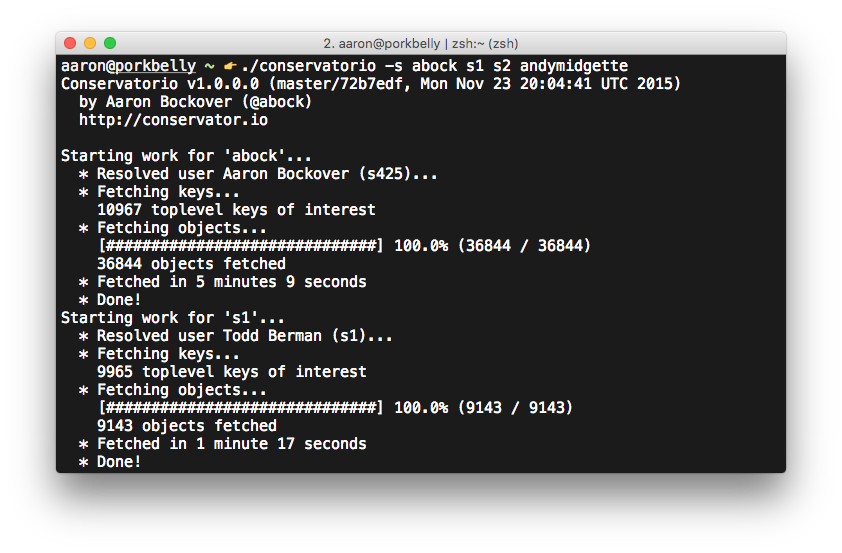 2. aaron@porkbelly | zsh:~ (zsh)
aaron@porkbelly ~ 👉 ./conservatorio -s abock s1 s2 andymidgette
Conservatorio v1.0.0.0 (master/72b7edf, Mon Nov 23 20:04:41 UTC 2015)
  by Aaron Bockover (@abock)
  http://conservator.io

Starting work for 'abock'...
  * Resolved user Aaron Bockover (s425)...
  * Fetching keys...
    10967 toplevel keys of interest
  * Fetching objects...
    [##############################] 100.0% (36844 / 36844)
    36844 objects fetched
  * Fetched in 5 minutes 9 seconds
  * Done!
Starting work for 's1'...
  * Resolved user Todd Berman (s1)...
  * Fetching keys...
    9965 toplevel keys of interest
  * Fetching objects...
    [##############################] 100.0% (9143 / 9143)
    9143 objects fetched
  * Fetched in 1 minute 17 seconds
  * Done!